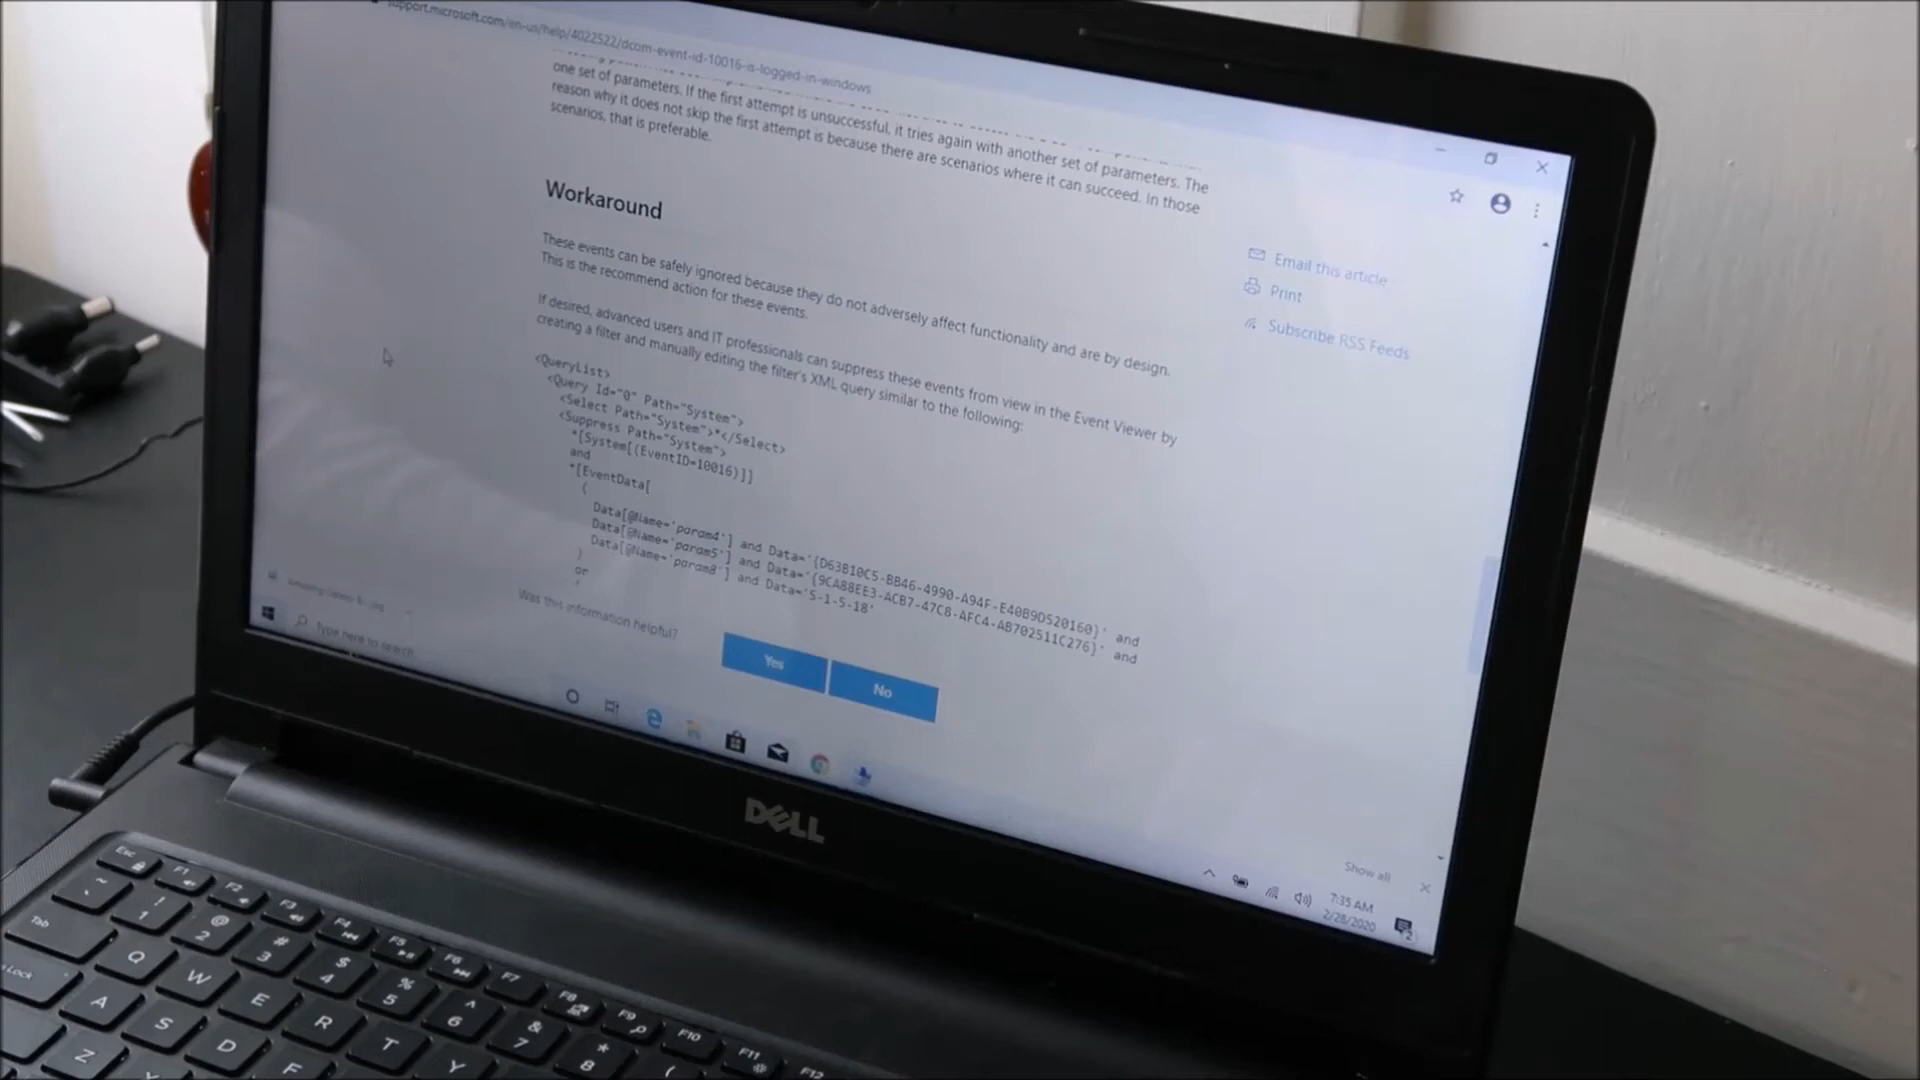 support.microsoft.com/en-us/help/4022522/dcom-event-id-10016-is-logged-in-windows
one set of parameters. If the first attempt is unsuccessful, it tries again with another set of parameters. The
reason why it does not skip the first attempt is because there are scenarios where it can succeed. In those
scenarios, that is preferable.
Workaround
These events can be safely ignored because they do not adversely affect functionality and are by design.
This is the recommend action for these events.
If desired, advanced users and IT professionals can suppress these events from view in the Event Viewer by
creating a filter and manually editing the filter's XML query similar to the following:
<QueryList>
<Query Id="0" Path="System">
<Select Path="System">*</Select>
<Suppress Path="System">
*[System[(EventID=10016)]]
and
*[EventData[
(
Data[@Name='param4'] and Data='{D63B10C5-BB46-4990-A94F-E40B9D520160}' and
Data[@Name='param5'] and Data='{9CA88EE3-ACB7-47C8-AFC4-AB702511C276}' and
Data[@Name='param8'] and Data='S-1-5-18'
)
or
(
Email this article
Print
Subscribe RSS Feeds
Was this information helpful?
Yes
No
Show all
Type here to search
7:35 AM
2/28/2020
2
DELL
Esc F1 F2 F3 F4 F5 F6 F7 F8 F9 F10 F11 F12
~ ` ! 1 @ 2 # 3 $ 4 % 5 ^ 6 & 7 * 8 (
Tab Q W E R T Y
Lock A S D F
Z